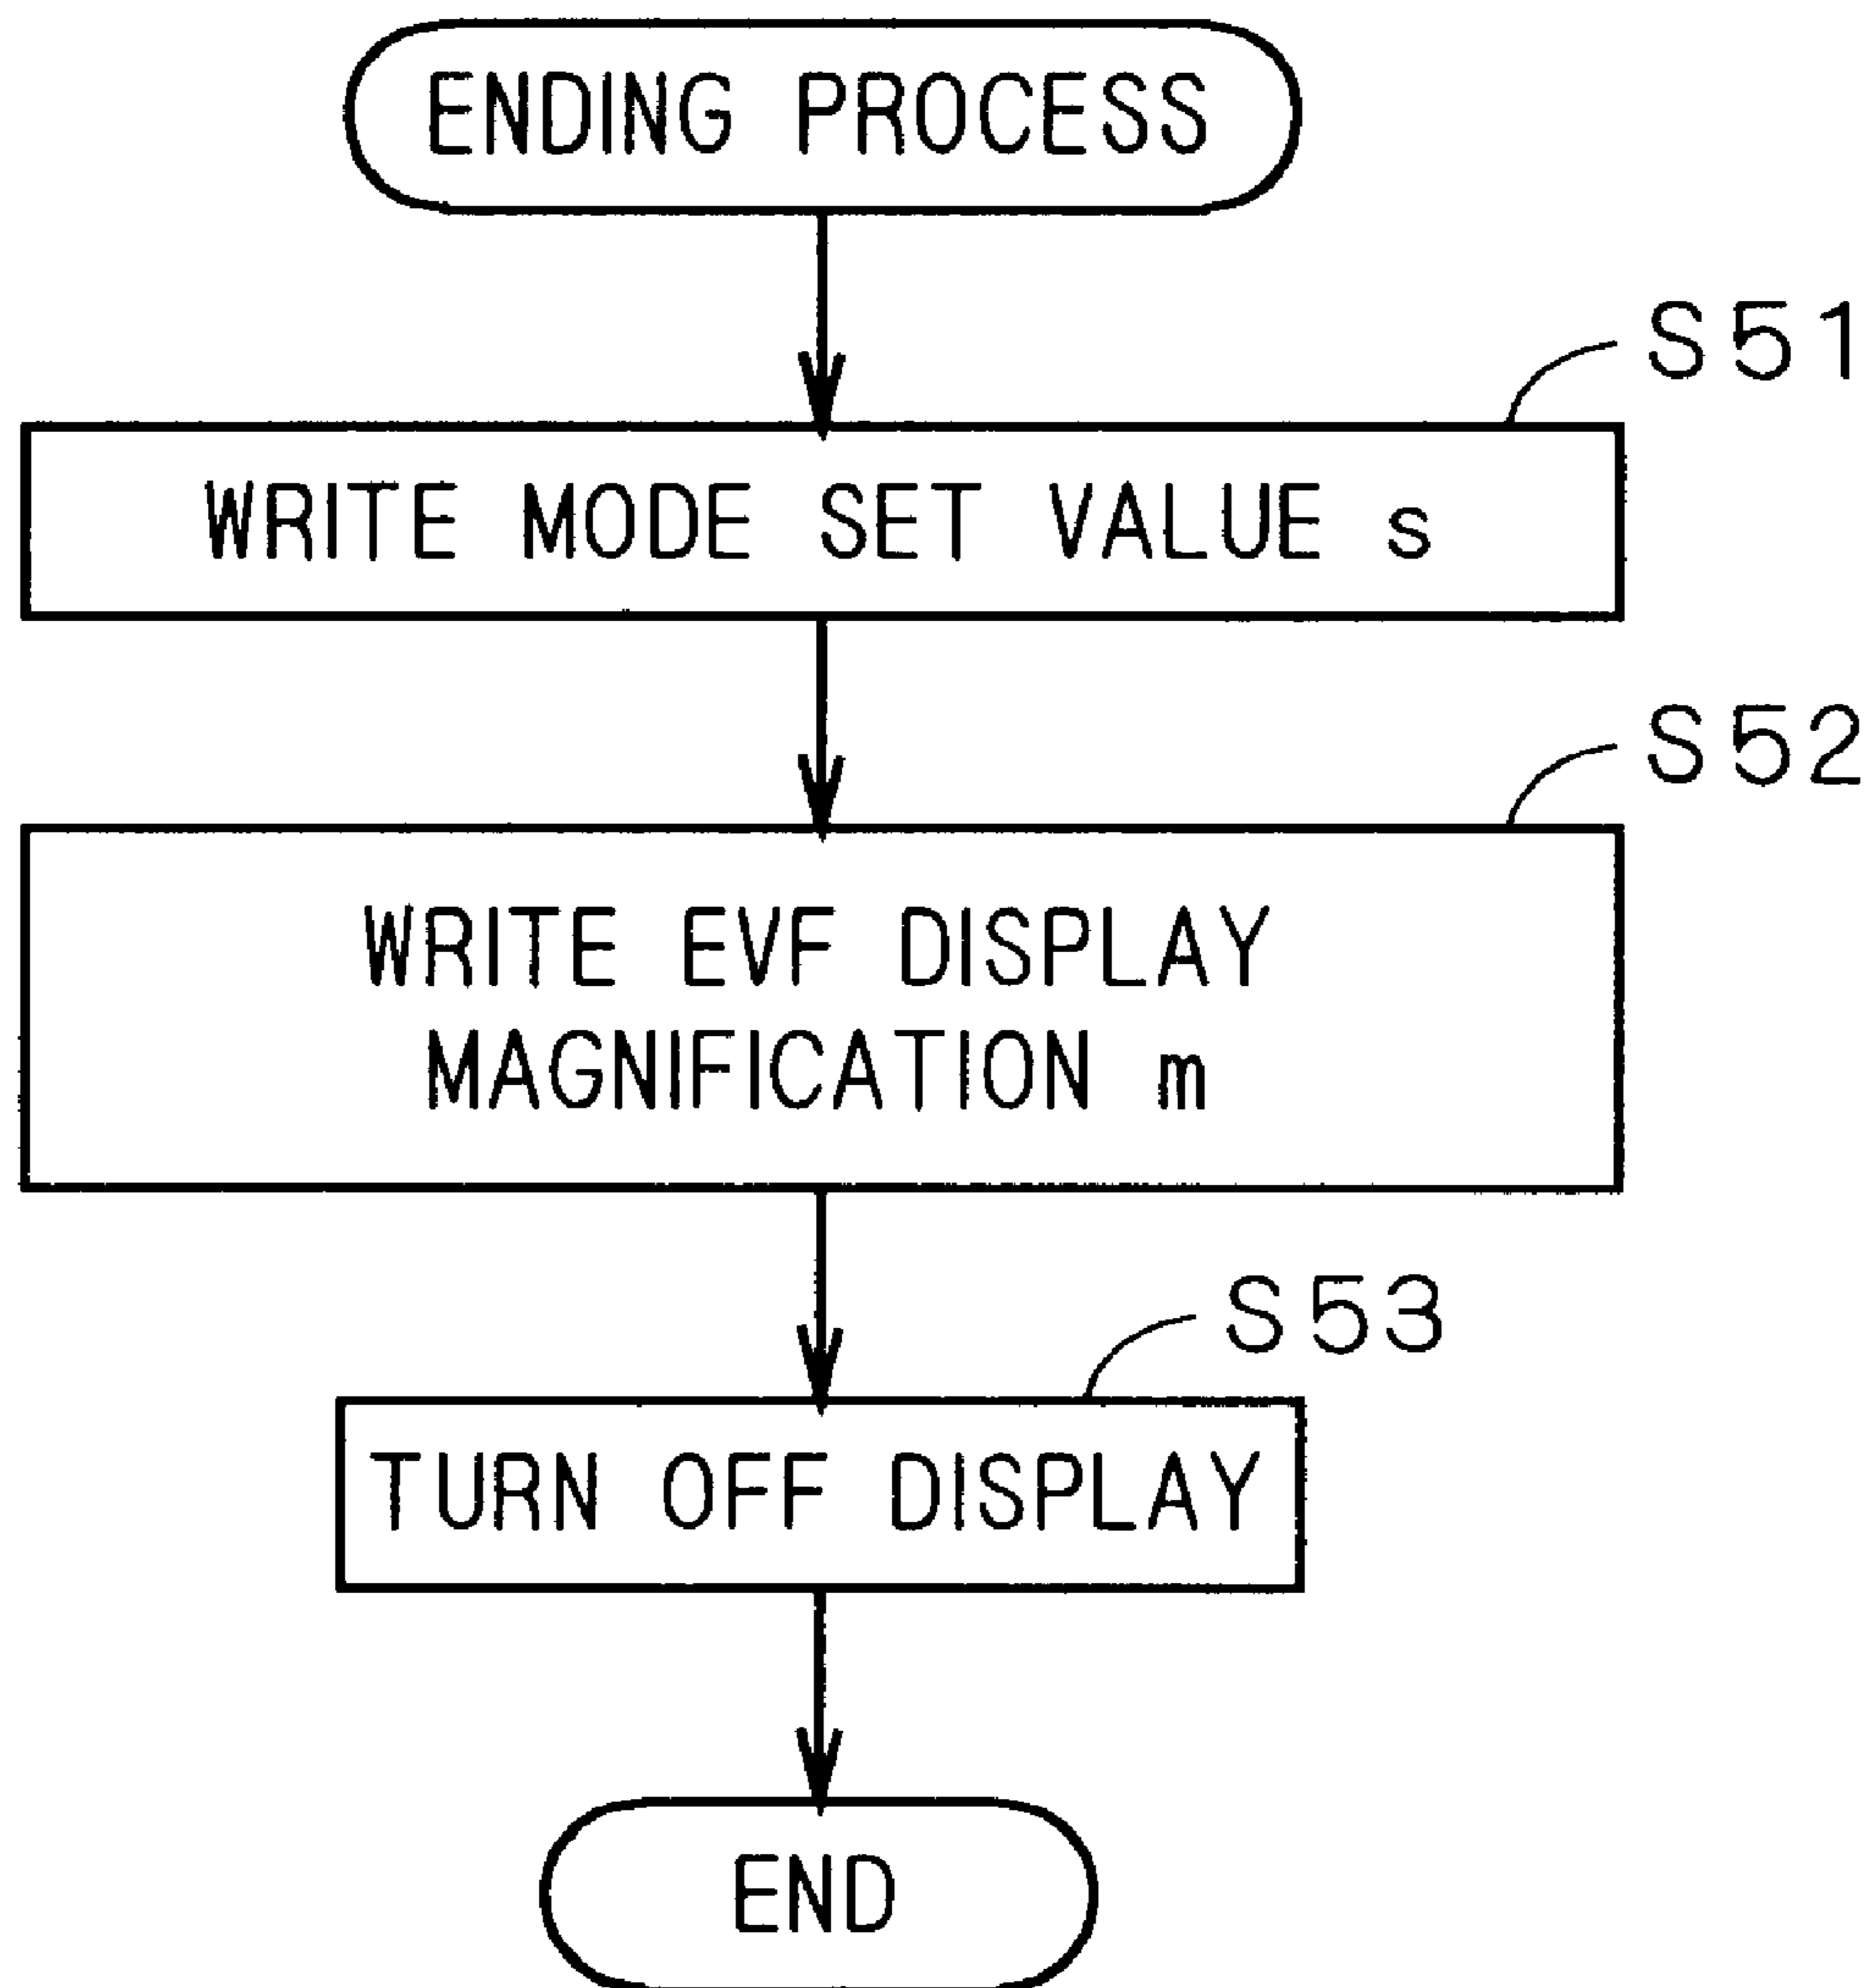 ENDING PROCESS
S51
WRITE MODE SET VALUE s
S52
WRITE EVF DISPLAY
MAGNIFICATION m
S53
TURN OFF DISPLAY
END